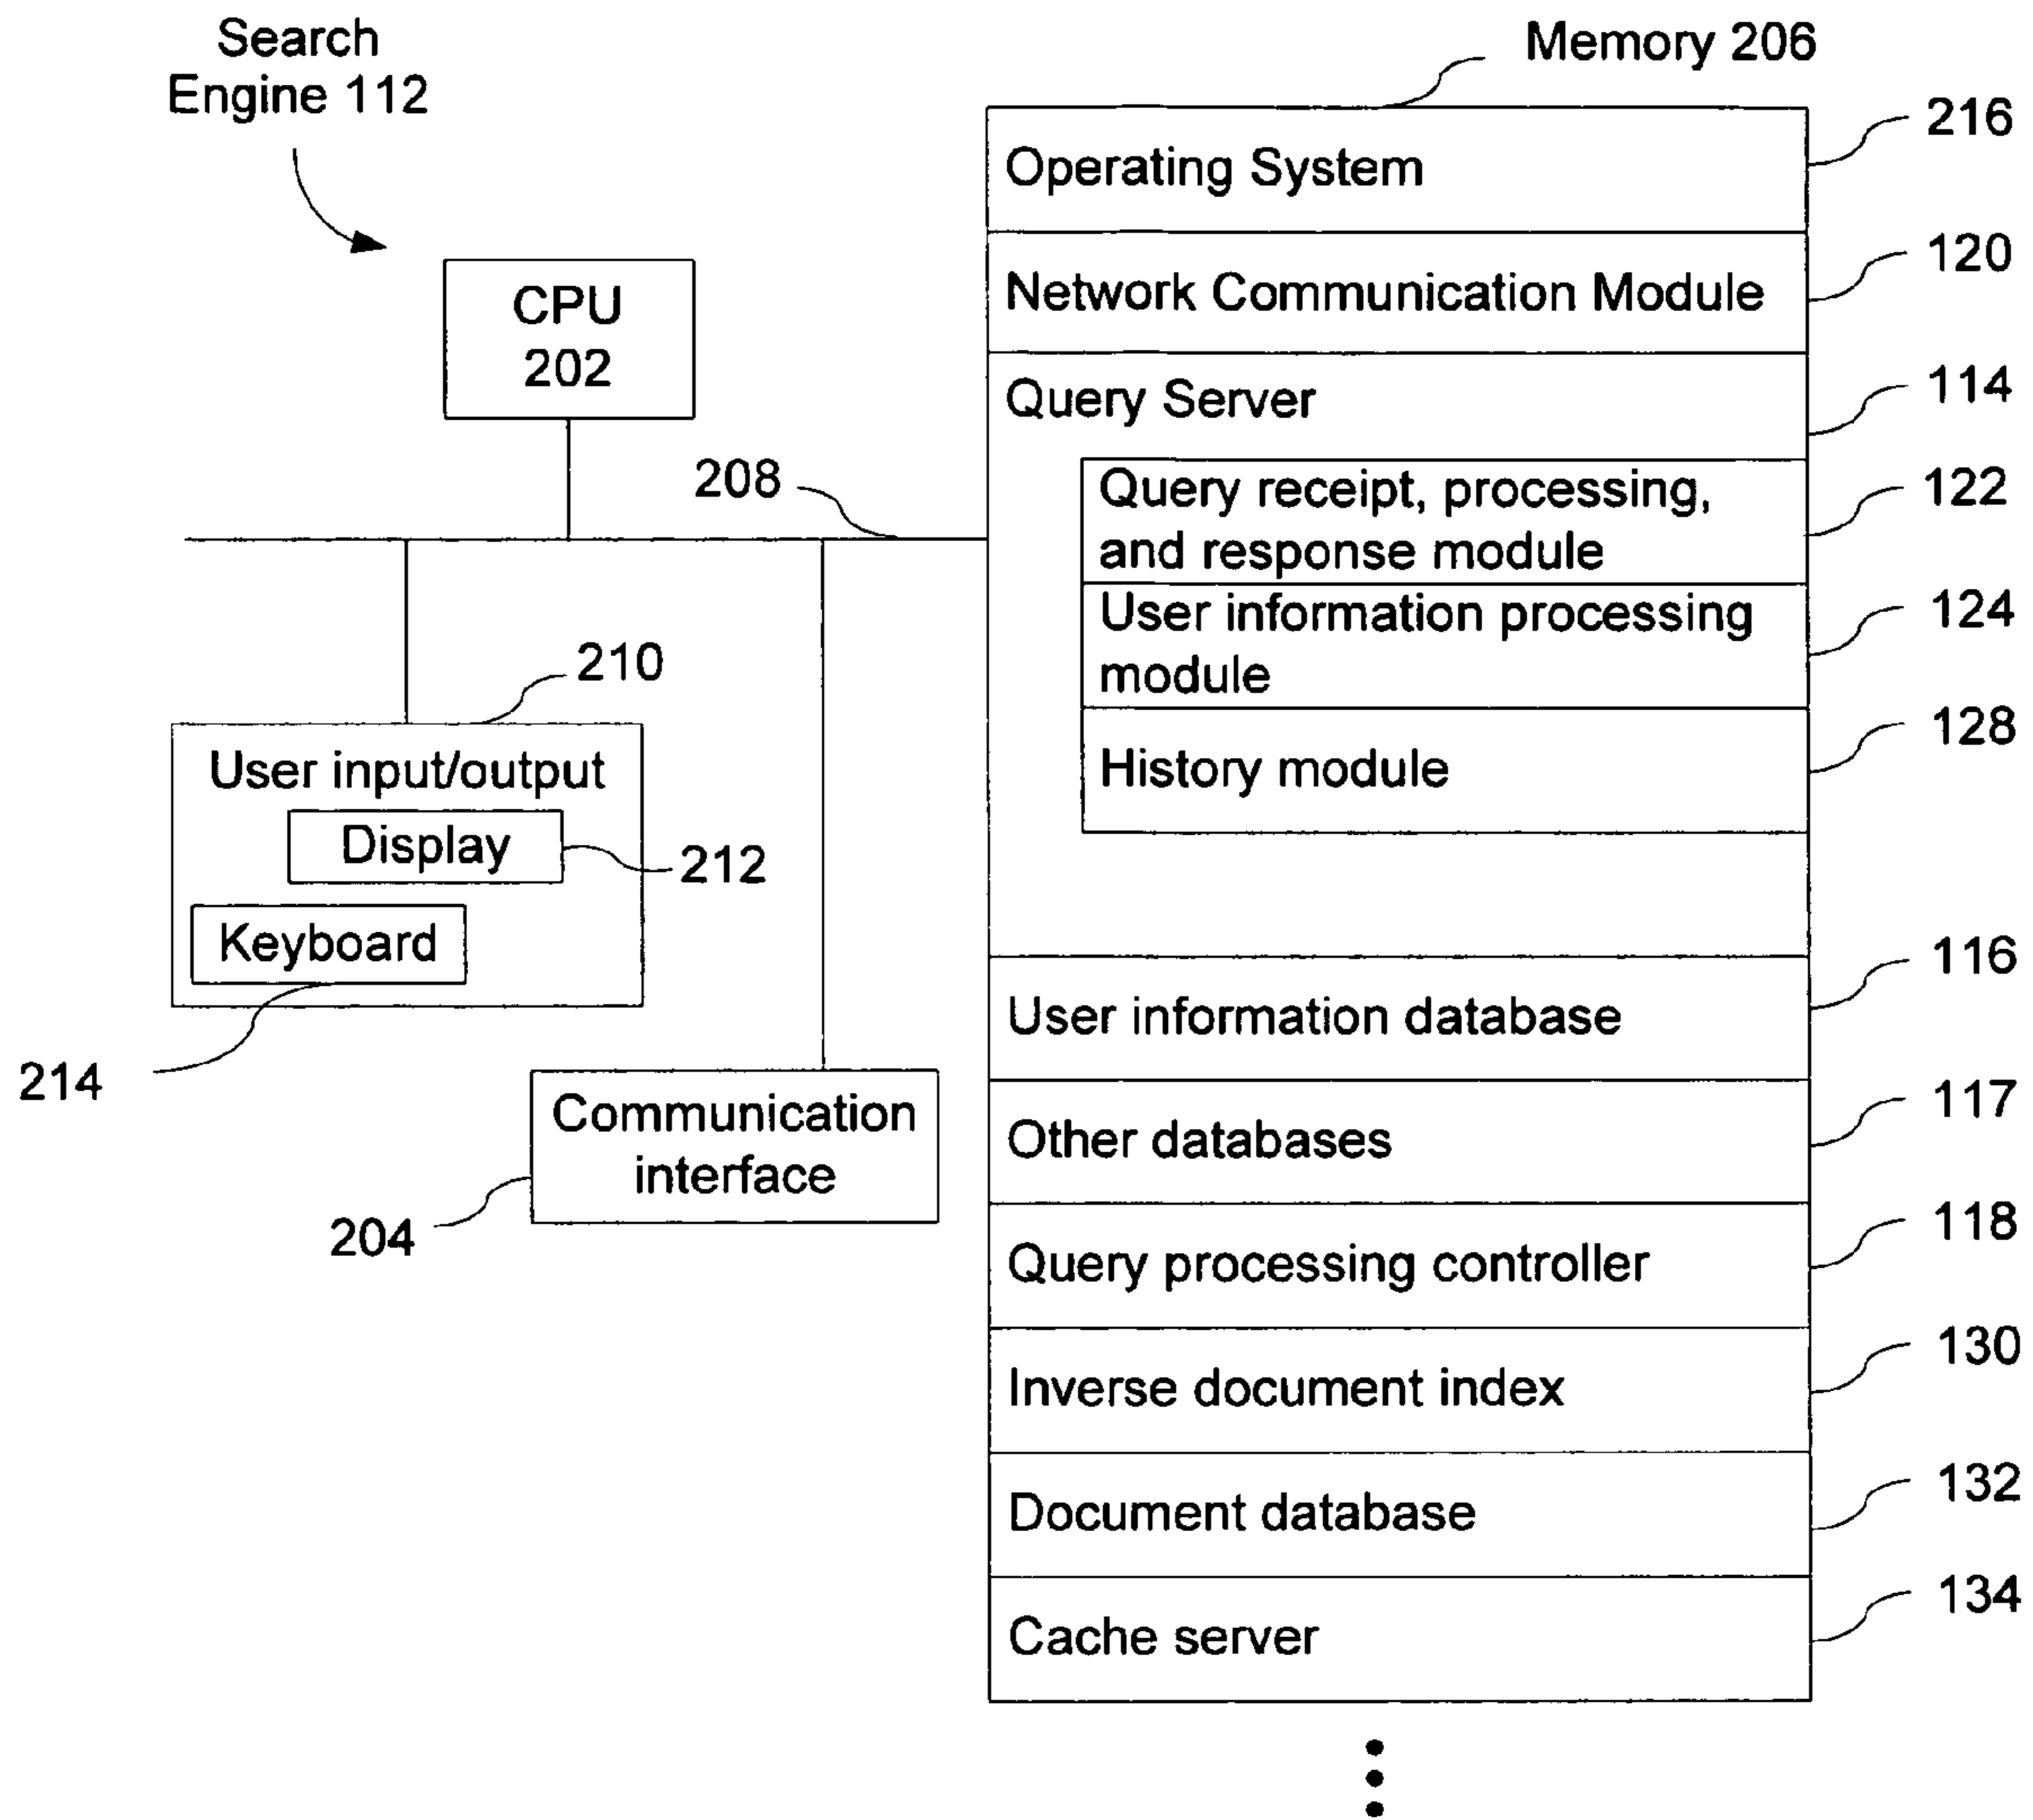 Search
Engine 112
Memory 206
Operating System
216
Network Communication Module
120
CPU
202
Query Server
114
208
Query receipt, processing,
and response module
122
User information processing
module
124
210
History module
128
User input/output
Display
212
Keyboard
214
User information database
116
Communication
interface
204
Other databases
117
Query processing controller
118
Inverse document index
130
Document database
132
Cache server
134